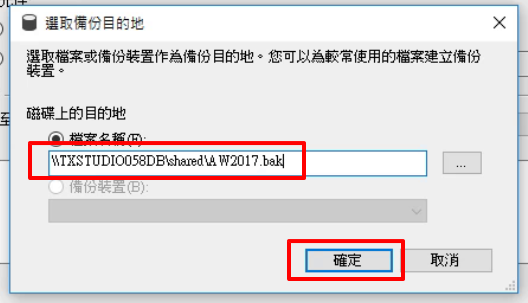 選取備份目的地
選取檔案或備份裝置作為備份目的地。您可以為較常使用的檔案建立備份
裝置。
磁碟上的目的地
檔案名稱(F):
\\TXSTUDIO058DB\shared\AW2017.bak
...
備份裝置(B):
確定
取消